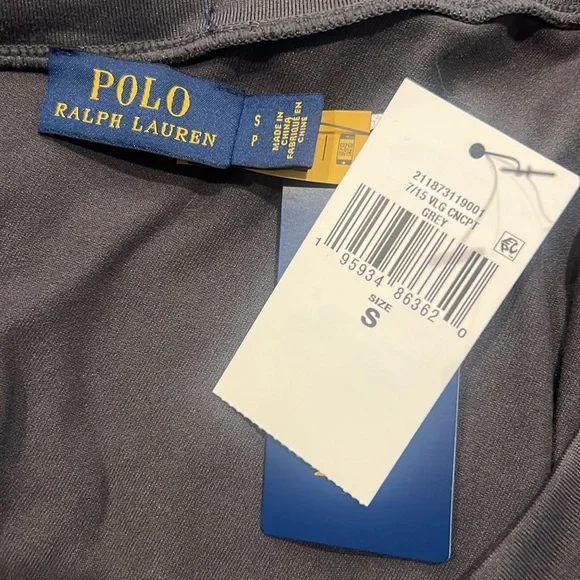 POLO
RALPH LAUREN
S
P
MADE IN
CHINA
FABRIQUÉ EN
CHINE
211873119001
7/15 VLG CNCPT
GREY
1 95934 86362 0
SIZE
S